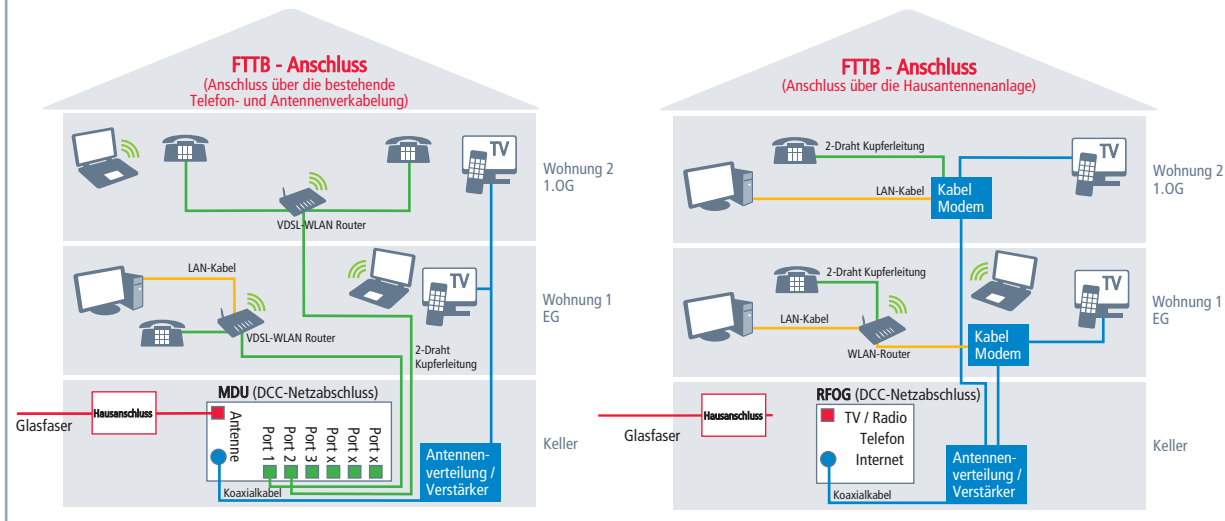 FTTB - Anschluss
(Anschluss über die bestehende
Telefon- und Antennenverkabelung)
TV
Wohnung 2
1.OG
VDSL-WLAN Router
LAN-Kabel
TV
Wohnung 1
EG
VDSL-WLAN Router
2-Draht
Kupferleitung
MDU (DCC-Netzabschluss)
Hausanschluss
Glasfaser
Antenne
Port 1
Port 2
Port 3
Port x
Port x
Port x
Keller
Antennen-
verteilung /
Verstärker
Koaxialkabel
FTTB - Anschluss
(Anschluss über die Hausantennenanlage)
2-Draht Kupferleitung
TV
Wohnung 2
1.OG
LAN-Kabel
Kabel
Modem
2-Draht Kupferleitung
TV
Wohnung 1
EG
LAN-Kabel
WLAN-Router
Kabel
Modem
RFOG (DCC-Netzabschluss)
Hausanschluss
Glasfaser
TV / Radio
Telefon
Internet
Keller
Antennen-
verteilung /
Verstärker
Koaxialkabel